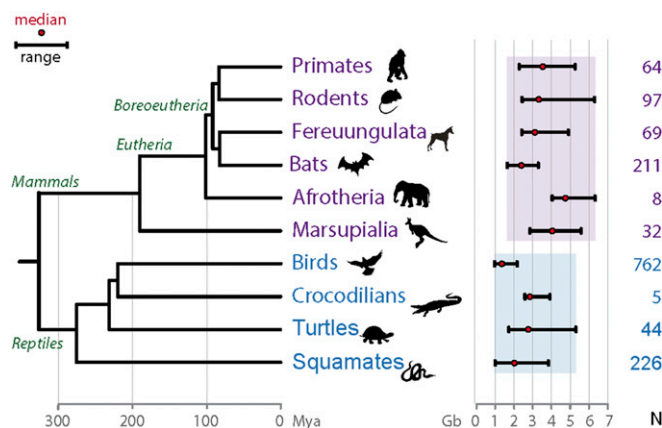 median
range
Primates 64
Rodents 97
Boreoeutheria
Fereuungulata 69
Eutheria
Bats 211
Mammals
Afrotheria 8
Marsupialia 32
Birds 762
Crocodilians 5
Turtles 44
Reptiles
Squamates 226
300 200 100 0 Mya Gb 0 1 2 3 4 5 6 7 N